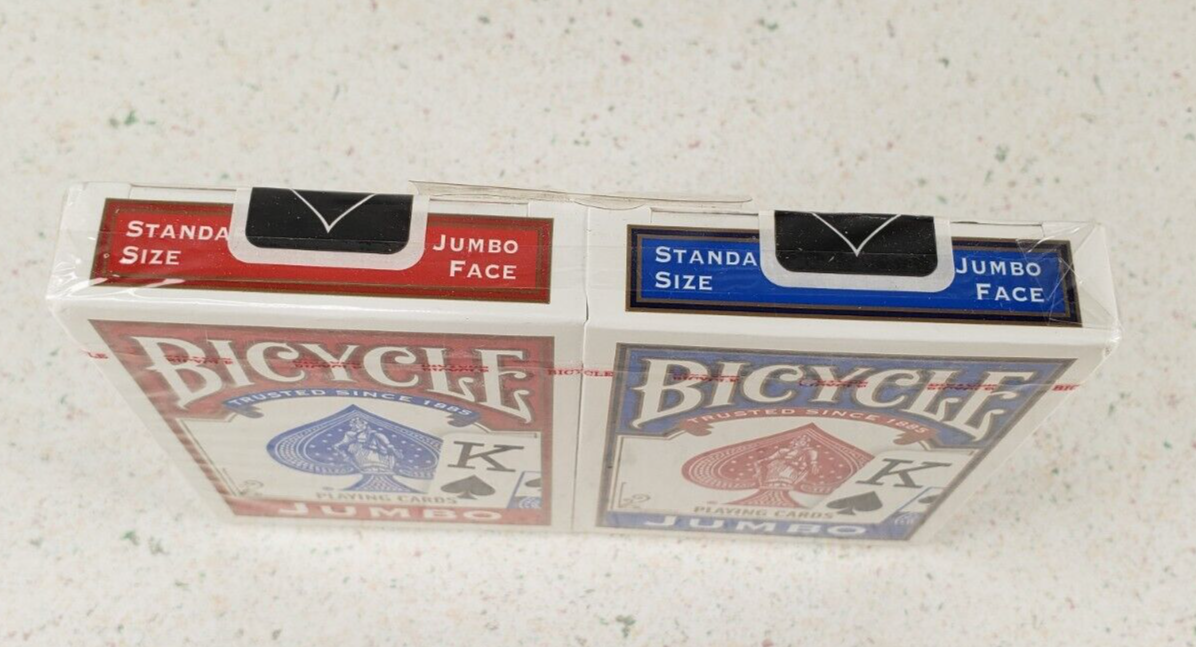 STANDA
SIZE
JUMBO
FACE
STANDA
SIZE
JUMBO
FACE
BICYCLE
TRUSTED SINCE 1885
K
PLAYING CARDS
JUMBO
BICYCLE
TRUSTED SINCE 1885
K
PLAYING CARDS
JUMBO
BICYCLE